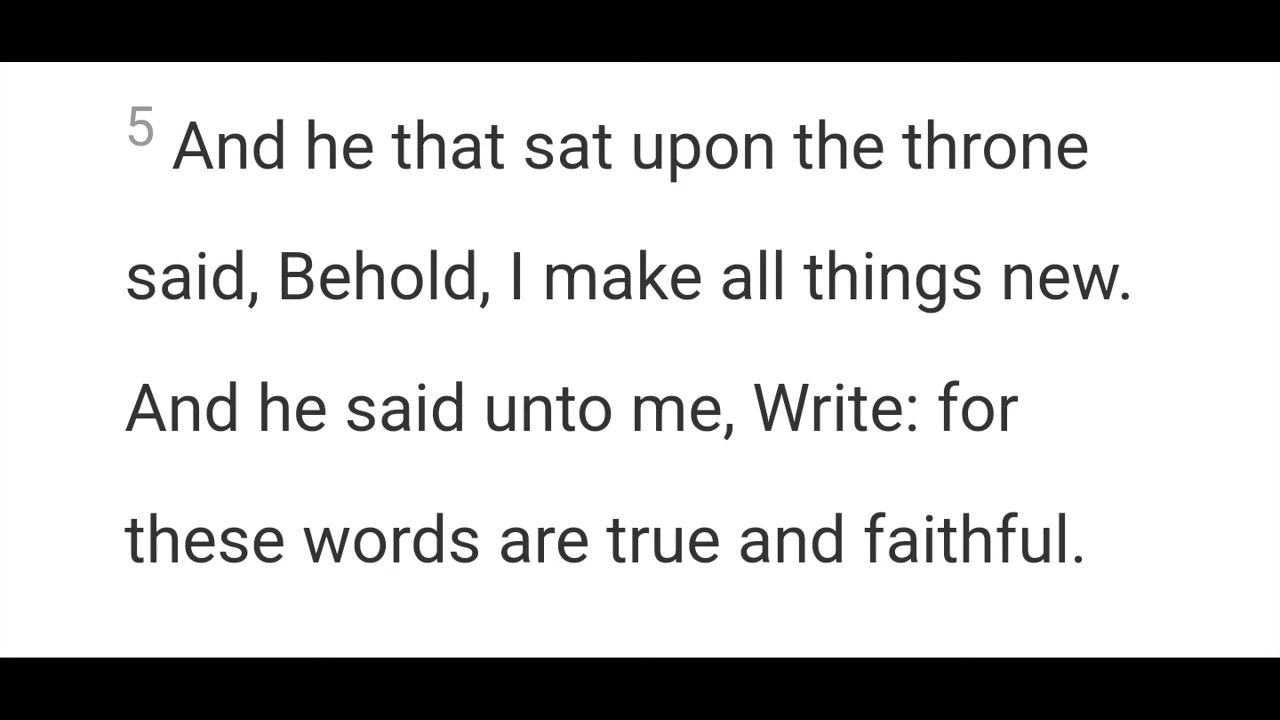 5 And he that sat upon the throne
said, Behold, I make all things new.
And he said unto me, Write: for
these words are true and faithful.